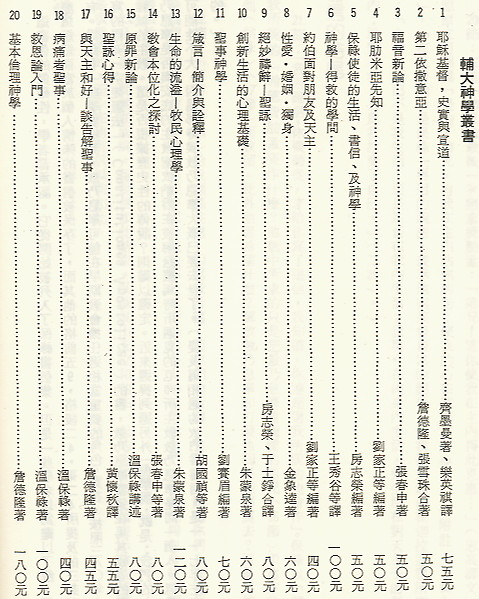 輔大神學叢書
1 耶穌基督，史實與宣道……齊墨曼著、樂英祺譯 七五元
2 第二依撒意亞……詹德隆、張雪珠合著 五〇元
3 福音新論……張春申著 五〇元
4 耶肋米亞先知……劉家正等編著 五〇元
5 保祿使徒的生活、書信、及神學……房志榮編著 五〇元
6 神學—得救的學問……王秀谷等譯 一〇〇元
7 約伯面對朋友及天主……劉家正等編著 四〇元
8 性愛・婚姻・獨身……金象逵著 六〇元
9 絕妙禱辭—聖詠……房志榮、于士錚合譯 八〇元
10 創新生活的心理基礎……朱蒙泉著 六〇元
11 聖事神學……劉賽眉編著 七〇元
12 箴言—簡介與詮釋……胡國楨等著 八〇元
13 生命的流溢—牧民心理學……朱蒙泉著 一二〇元
14 教會本位化之探討……張春申等著 八〇元
15 原罪新論……溫保祿講述 八〇元
16 聖詠心得……黃懷秋譯 五五元
17 與天主和好—談告解聖事……詹德隆著 四五元
18 病痛者聖事……溫保祿著 四〇元
19 救恩論入門……溫保祿著 一〇〇元
20 基本倫理神學……詹德隆著 一八〇元